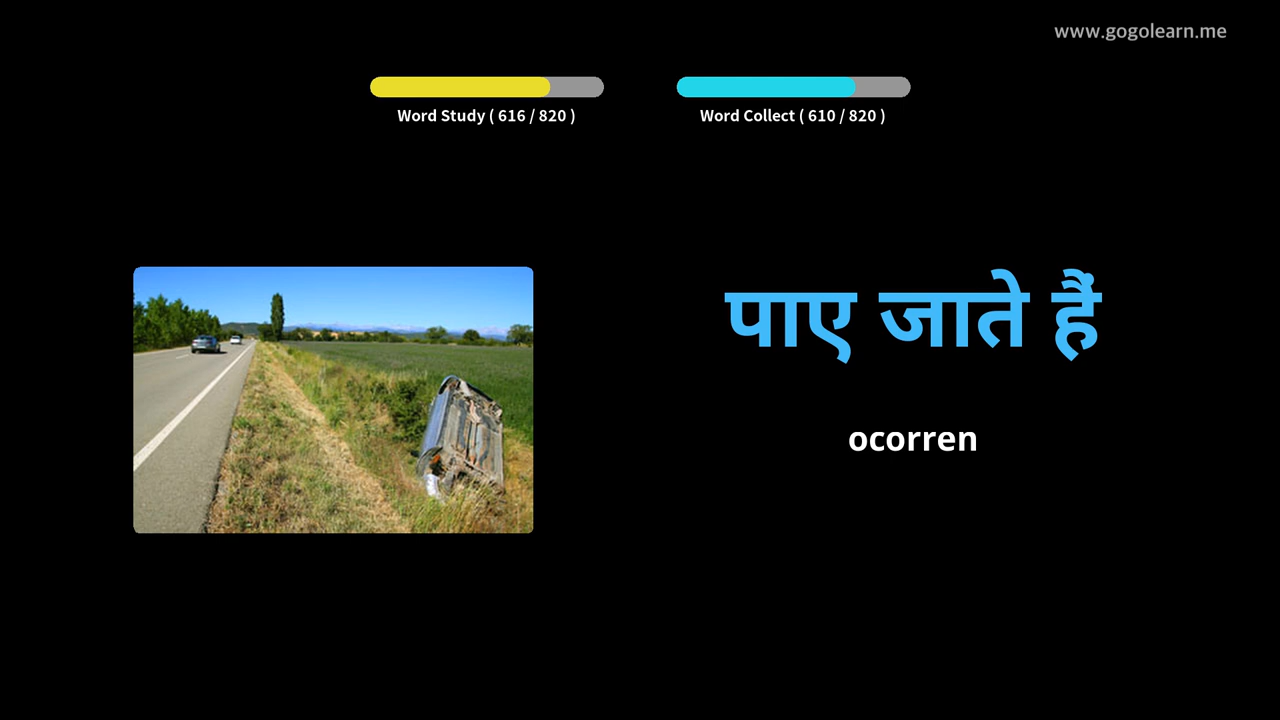 www.gogolearn.me
Word Study ( 616 / 820 )
Word Collect ( 610 / 820 )
पाए जाते हैं
ocorren